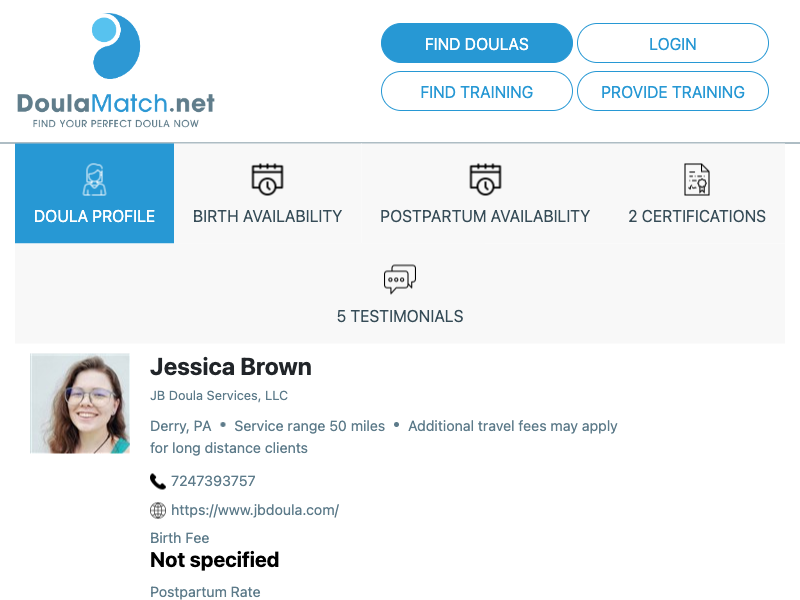 DoulaMatch.net
FIND YOUR PERFECT DOULA NOW
FIND DOULAS
LOGIN
FIND TRAINING
PROVIDE TRAINING
DOULA PROFILE
BIRTH AVAILABILITY
POSTPARTUM AVAILABILITY
2 CERTIFICATIONS
5 TESTIMONIALS
Jessica Brown
JB Doula Services, LLC
Derry, PA • Service range 50 miles • Additional travel fees may apply
for long distance clients
7247393757
https://www.jbdoula.com/
Birth Fee
Not specified
Postpartum Rate